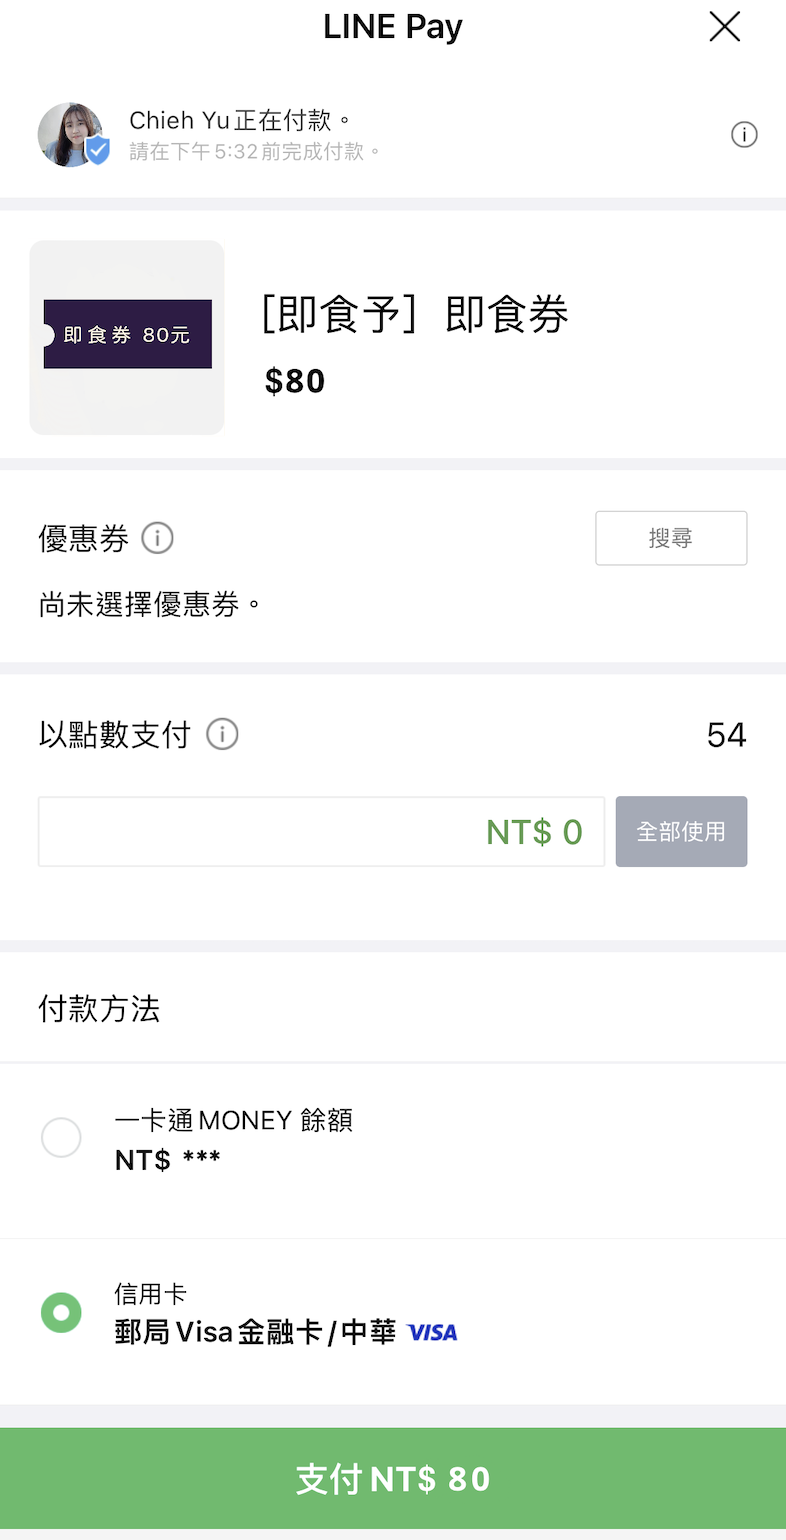 LINE Pay
Chieh Yu正在付款。
請在下午5:32前完成付款。
即食券 80元
[即食予] 即食券
$80
優惠券
搜尋
尚未選擇優惠券。
以點數支付
54
NT$ 0
全部使用
付款方法
一卡通MONEY 餘額
NT$ ***
信用卡
郵局Visa金融卡/中華 VISA
支付NT$ 80